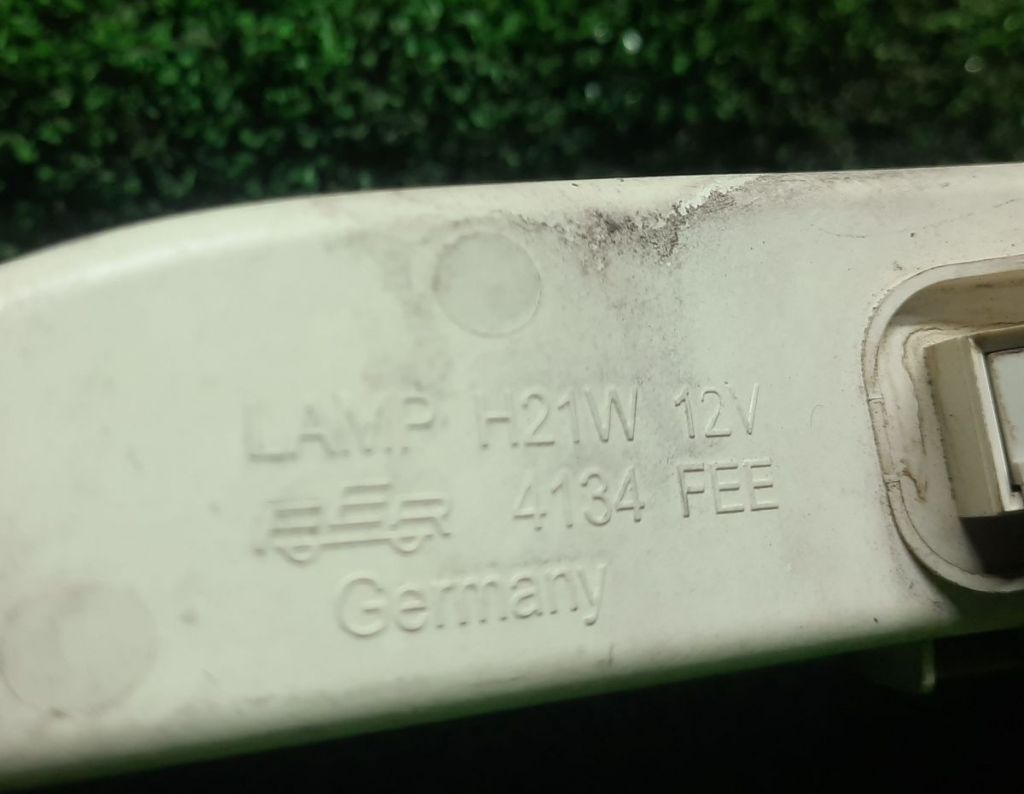 LAMP H21W 12V
4134 FEE
Germany